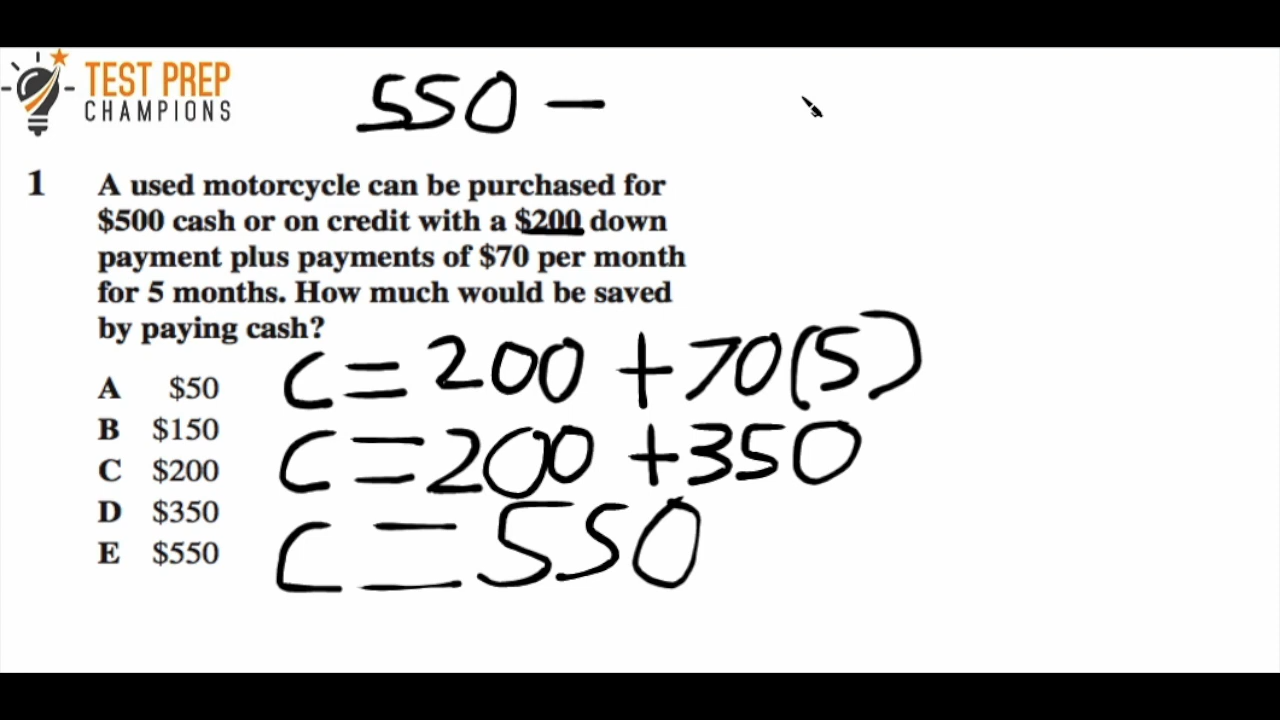 TEST PREP
CHAMPIONS
550 -
1 A used motorcycle can be purchased for
$500 cash or on credit with a $200 down
payment plus payments of $70 per month
for 5 months. How much would be saved
by paying cash?
A $50
B $150
C $200
D $350
E $550
C = 200 + 70(5)
C = 200 + 350
C = 550